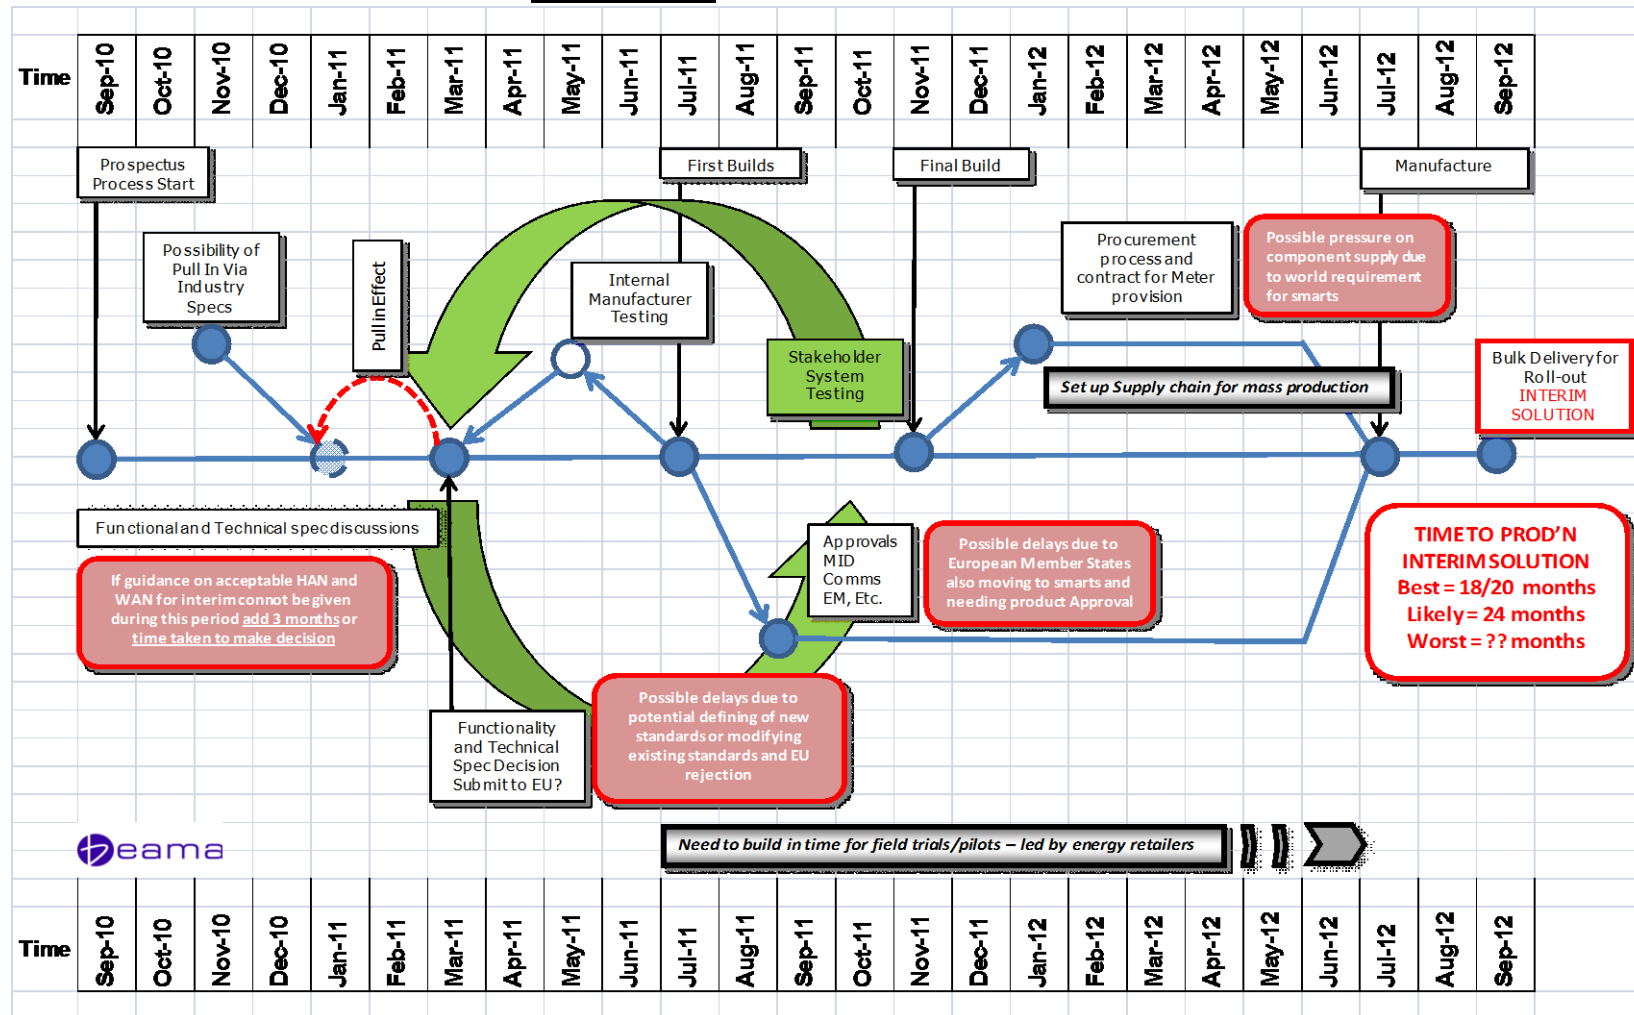 Time
Sep-10
Oct-10
Nov-10
Dec-10
Jan-11
Feb-11
Mar-11
Apr-11
May-11
Jun-11
Jul-11
Aug-11
Sep-11
Oct-11
Nov-11
Dec-11
Jan-12
Feb-12
Mar-12
Apr-12
May-12
Jun-12
Jul-12
Aug-12
Sep-12
Prospectus
Process Start
First Builds
Final Build
Manufacture
Possibility of
Pull In Via
Industry
Specs
Pull in Effect
Internal
Manufacturer
Testing
Procurement
process and
contract for Meter
provision
Possible pressure on
component supply due
to world requirement
for smarts
Stakeholder
System
Testing
Set up Supply chain for mass production
Bulk Delivery for
Roll-out
INTERIM
SOLUTION
Functional and Technical spec discussions
If guidance on acceptable HAN and
WAN for interim connot be given
during this period add 3 months or
time taken to make decision
Approvals
MID
Comms
EM, Etc.
Possible delays due to
European Member States
also moving to smarts and
needing product Approval
TIME TO PROD'N
INTERIM SOLUTION
Best = 18/20 months
Likely = 24 months
Worst = ?? months
Functionality
and Technical
Spec Decision
Submit to EU?
Possible delays due to
potential defining of new
standards or modifying
existing standards and EU
rejection
beama
Need to build in time for field trials/pilots – led by energy retailers
Time
Sep-10
Oct-10
Nov-10
Dec-10
Jan-11
Feb-11
Mar-11
Apr-11
May-11
Jun-11
Jul-11
Aug-11
Sep-11
Oct-11
Nov-11
Dec-11
Jan-12
Feb-12
Mar-12
Apr-12
May-12
Jun-12
Jul-12
Aug-12
Sep-12